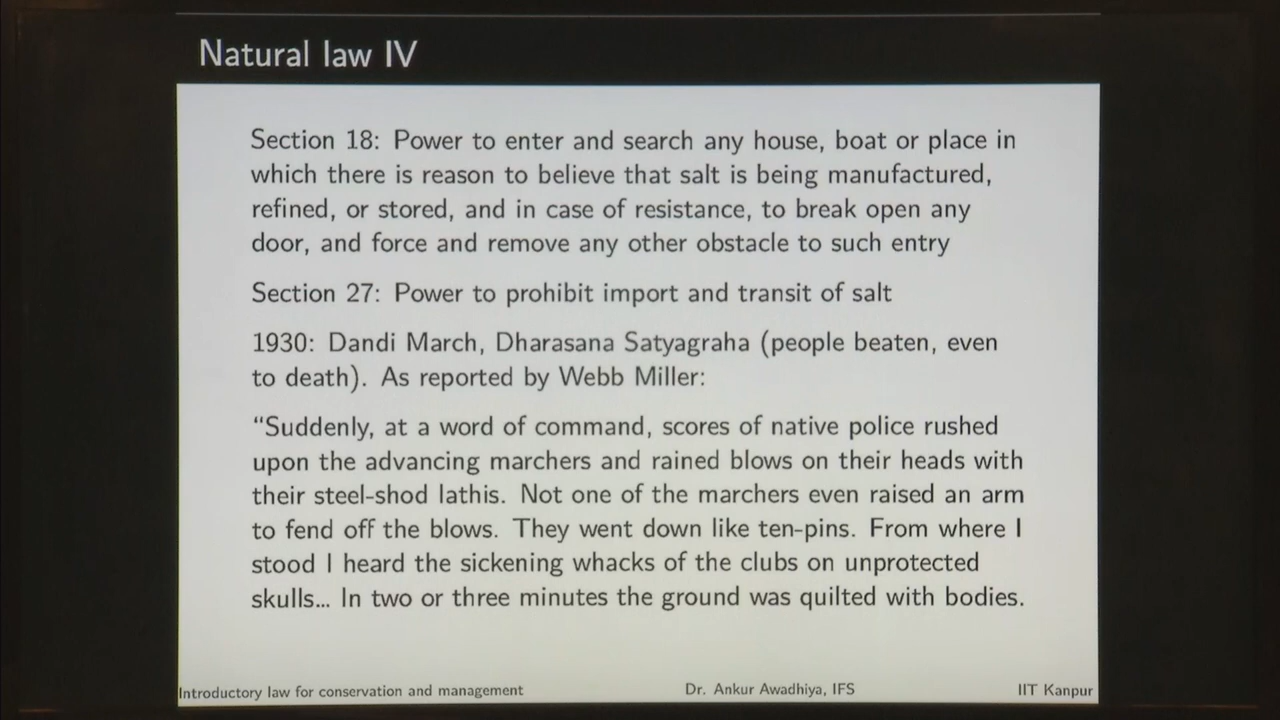 Natural law IV
Section 18: Power to enter and search any house, boat or place in
which there is reason to believe that salt is being manufactured,
refined, or stored, and in case of resistance, to break open any
door, and force and remove any other obstacle to such entry
Section 27: Power to prohibit import and transit of salt
1930: Dandi March, Dharasana Satyagraha (people beaten, even
to death). As reported by Webb Miller:
“Suddenly, at a word of command, scores of native police rushed
upon the advancing marchers and rained blows on their heads with
their steel-shod lathis. Not one of the marchers even raised an arm
to fend off the blows. They went down like ten-pins. From where I
stood I heard the sickening whacks of the clubs on unprotected
skulls... In two or three minutes the ground was quilted with bodies.
Introductory law for conservation and management Dr. Ankur Awadhiya, IFS IIT Kanpur